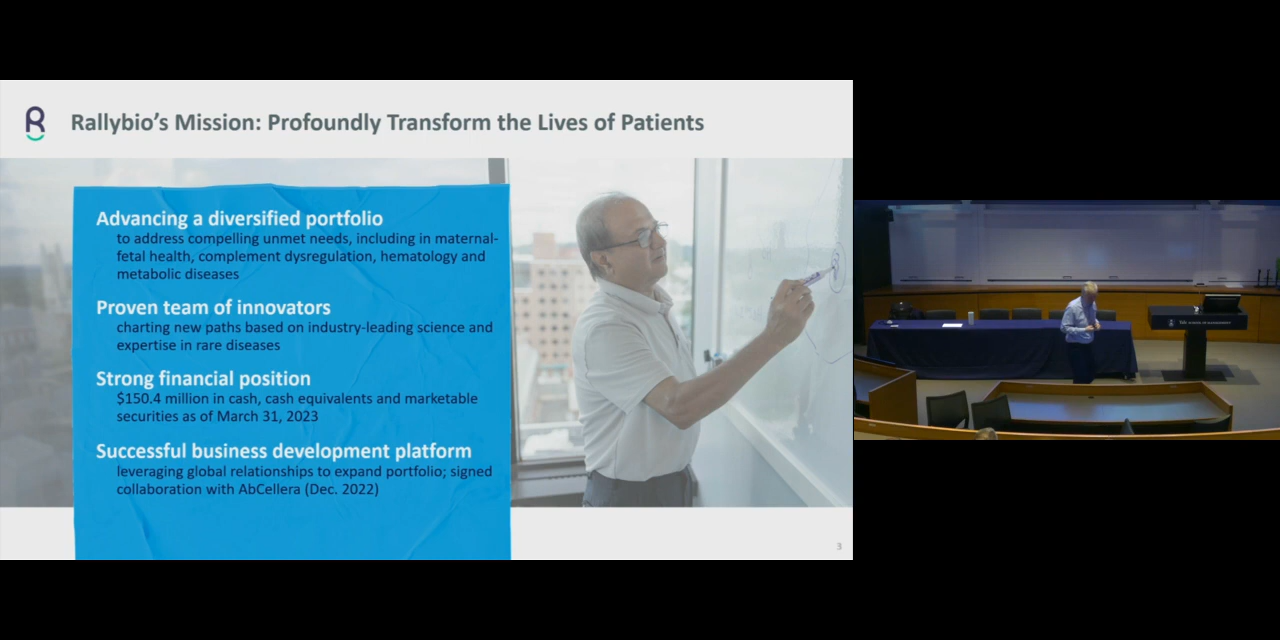 Rallybio’s Mission: Profoundly Transform the Lives of Patients
Advancing a diversified portfolio
to address compelling unmet needs, including in maternal-
fetal health, complement dysregulation, hematology and
metabolic diseases
Proven team of innovators
charting new paths based on industry-leading science and
expertise in rare diseases
Strong financial position
$150.4 million in cash, cash equivalents and marketable
securities as of March 31, 2023
Successful business development platform
leveraging global relationships to expand portfolio; signed
collaboration with AbCellera (Dec. 2022)
3
Yale SCHOOL OF MANAGEMENT